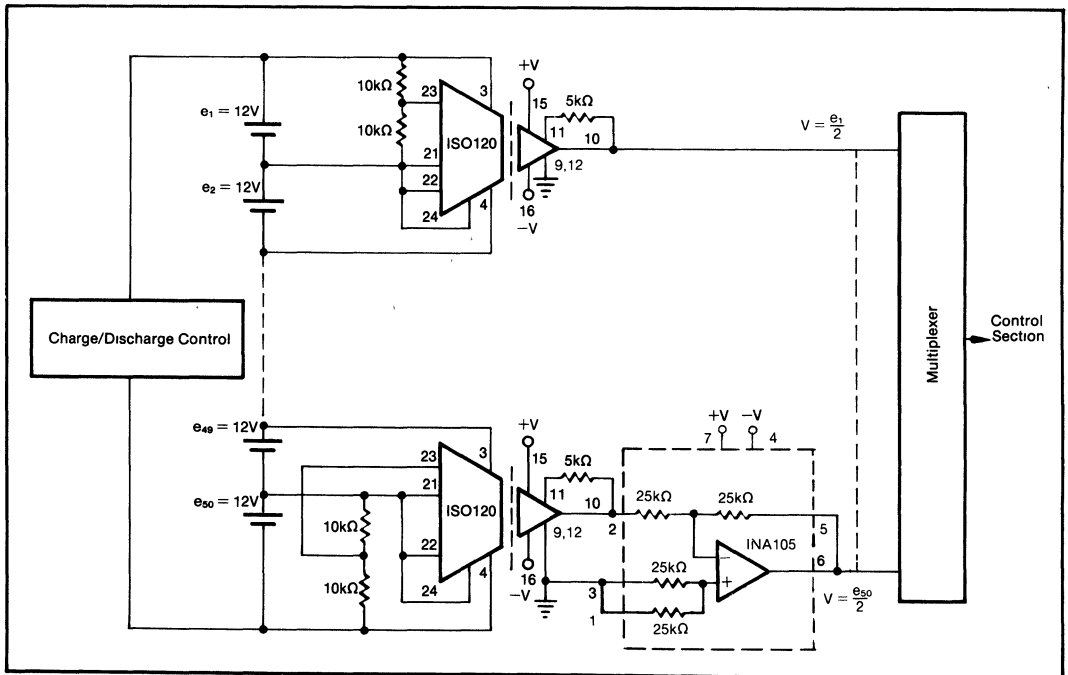 +V
10kΩ
23
3
15
5kΩ
e1 = 12V
11
10
V = e1/2
10kΩ
ISO120
21
9,12
22
e2 = 12V
4
16
24
−V
Charge/Discharge Control
Multiplexer
Control
Section
e49 = 12V
+V
+V
−V
7
4
23
3
15
5kΩ
21
11
10
25kΩ
25kΩ
e50 = 12V
ISO120
2
5
10kΩ
9,12
INA105
22
−
6
25kΩ
+
10kΩ
4
16
24
−V
3
V = e50/2
1
25kΩ